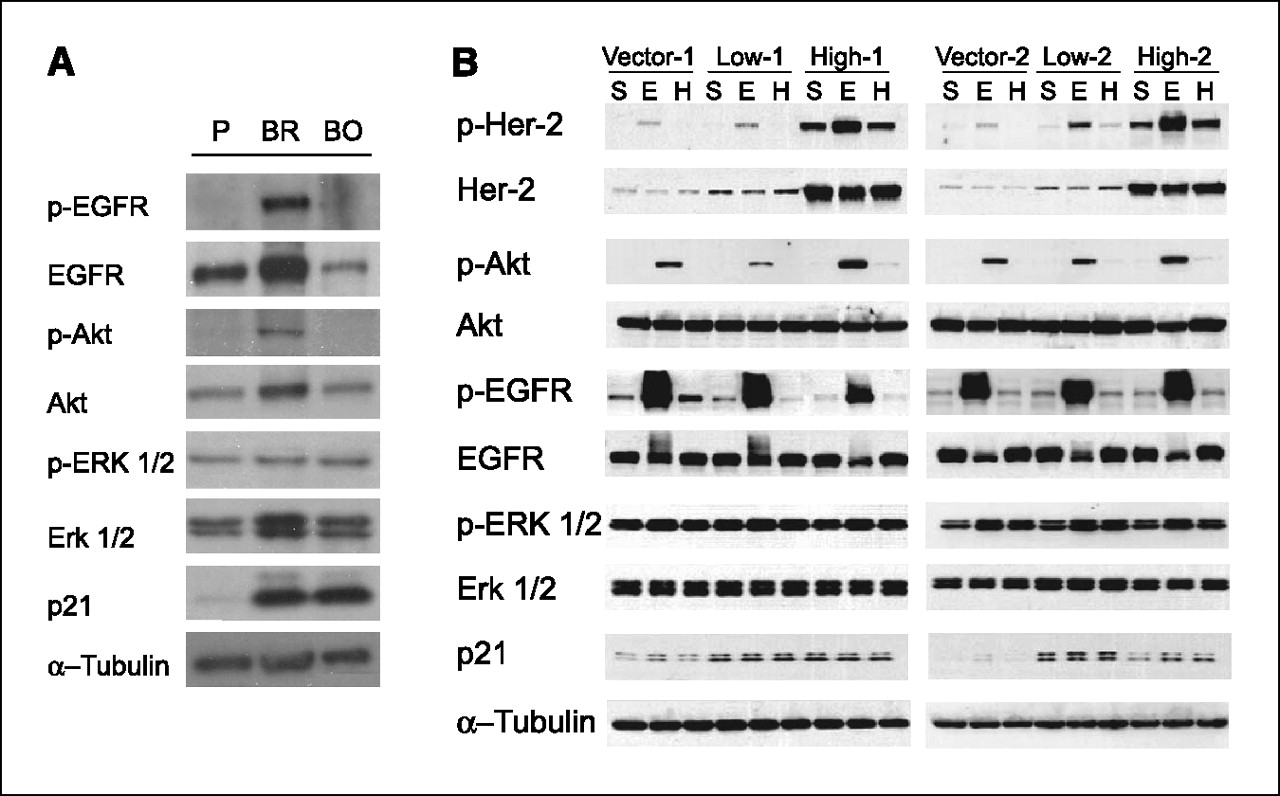 A
P BR BO
p-EGFR
EGFR
p-Akt
Akt
p-ERK 1/2
Erk 1/2
p21
α–Tubulin
B
Vector-1 Low-1 High-1 Vector-2 Low-2 High-2
S E H S E H S E H S E H S E H S E H
p-Her-2
Her-2
p-Akt
Akt
p-EGFR
EGFR
p-ERK 1/2
Erk 1/2
p21
α–Tubulin